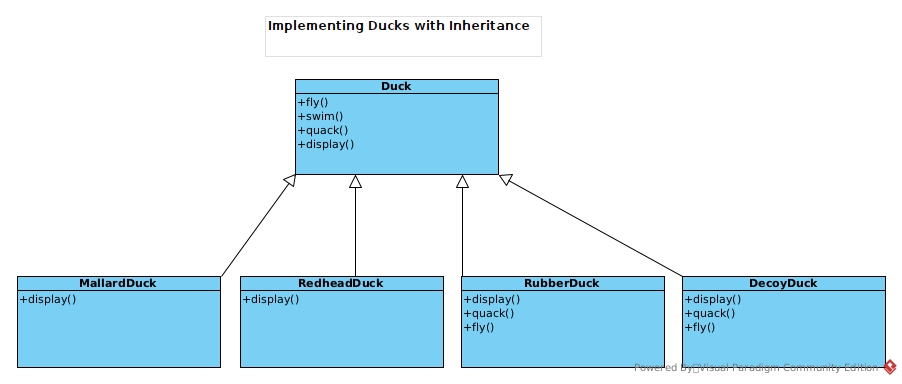 Implementing Ducks with Inheritance
Duck
+fly()
+swim()
+quack()
+display()
MallardDuck
+display()
RedheadDuck
+display()
RubberDuck
+display()
+quack()
+fly()
DecoyDuck
+display()
+quack()
+fly()
Powered By Visual Paradigm Community Edition